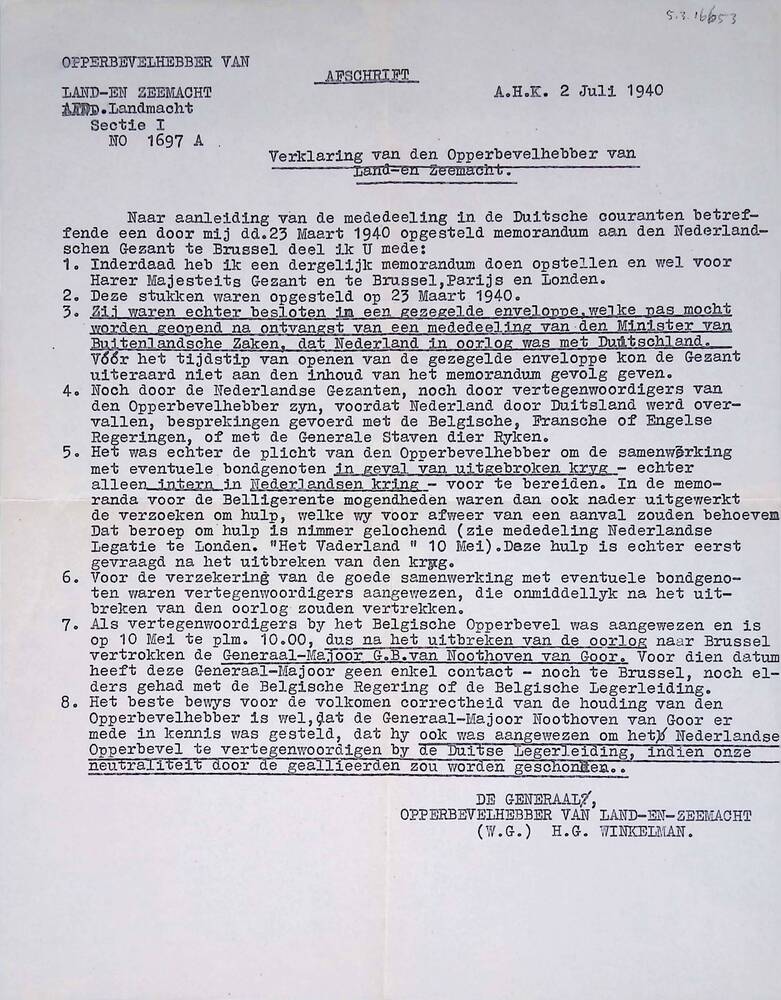 5.3.16653
OPPERBEVELHEBBER VAN
AFSCHRIFT
LAND-EN ZEEMACHT
A.H.K. 2 Juli 1940
AFD.Landmacht
Sectie I
NO 1697 A
Verklaring van den Opperbevelhebber van
Land-en Zeemacht.
Naar aanleiding van de mededeeling in de Duitsche couranten betref-
fende een door mij dd.23 Maart 1940 opgesteld memorandum aan den Nederland-
schen Gezant te Brussel deel ik U mede:
1. Inderdaad heb ik een dergelijk memorandum doen opstellen en wel voor
Harer Majesteits Gezant en te Brussel,Parijs en Londen.
2. Deze stukken waren opgesteld op 23 Maart 1940.
3. Zij waren echter besloten in een gezegelde enveloppe,welke pas mocht
worden geopend na ontvangst van een mededeeling van den Minister van
Buitenlandsche Zaken, dat Nederland in oorlog was met Duitschland.
Vóór het tijdstip van openen van de gezegelde enveloppe kon de Gezant
uiteraard niet aan den inhoud van het memorandum gevolg geven.
4. Noch door de Nederlandse Gezanten, noch door vertegenwoordigers van
den Opperbevelhebber zyn, voordat Nederland door Duitsland werd over-
vallen, besprekingen gevoerd met de Belgische, Fransche of Engelse
Regeringen, of met de Generale Staven dier Ryken.
5. Het was echter de plicht van den Opperbevelhebber om de samenwerking
met eventuele bondgenoten in geval van uitgebroken kryg - echter
alleen intern in Nederlandsen kring - voor te bereiden. In de memo-
randa voor de Belligerente mogendheden waren dan ook nader uitgewerkt
de verzoeken om hulp, welke wy voor afweer van een aanval zouden behoeven
Dat beroep om hulp is nimmer gelochend (zie mededeling Nederlandse
Legatie te Londen. "Het Vaderland " 10 Mei).Deze hulp is echter eerst
gevraagd na het uitbreken van den kryg.
6. Voor de verzekering van de goede samenwerking met eventuele bondgeno-
ten waren vertegenwoordigers aangewezen, die onmiddellyk na het uit-
breken van den oorlog zouden vertrekken.
7. Als vertegenwoordigers by het Belgische Opperbevel was aangewezen en is
op 10 Mei te plm. 10.00, dus na het uitbreken van de oorlog naar Brussel
vertrokken de Generaal-Majoor G.B.van Noothoven van Goor. Voor dien datum
heeft deze Generaal-Majoor geen enkel contact - noch te Brussel, noch el-
ders gehad met de Belgische Regering of de Belgische Legerleiding.
8. Het beste bewys voor de volkomen correctheid van de houding van den
Opperbevelhebber is wel,dat de Generaal-Majoor Noothoven van Goor er
mede in kennis was gesteld, dat hy ook was aangewezen om het Nederlandse
Opperbevel te vertegenwoordigen by de Duitse Legerleiding, indien onze
neutraliteit door de geallieerden zou worden geschonden..
DE GENERAAL,
OPPERBEVELHEBBER VAN LAND-EN-ZEEMACHT
(W.G.) H.G. WINKELMAN.